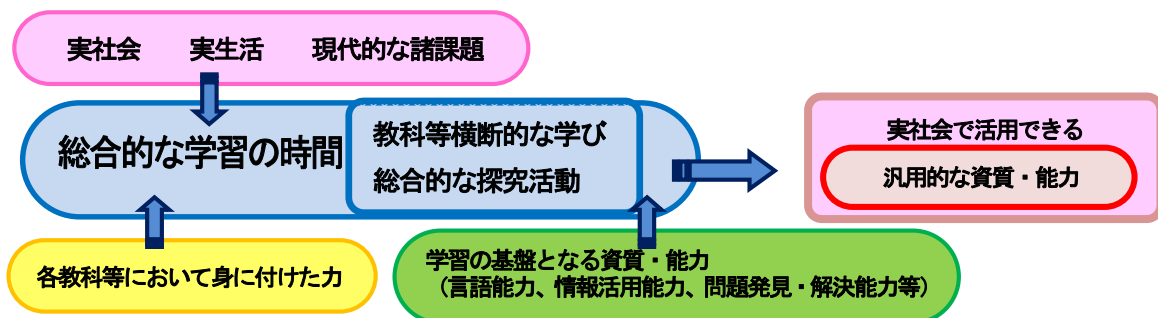 実社会　実生活　現代的な諸課題
総合的な学習の時間
教科等横断的な学び
総合的な探究活動
実社会で活用できる
汎用的な資質・能力
各教科等において身に付けた力
学習の基盤となる資質・能力
（言語能力、情報活用能力、問題発見・解決能力等）